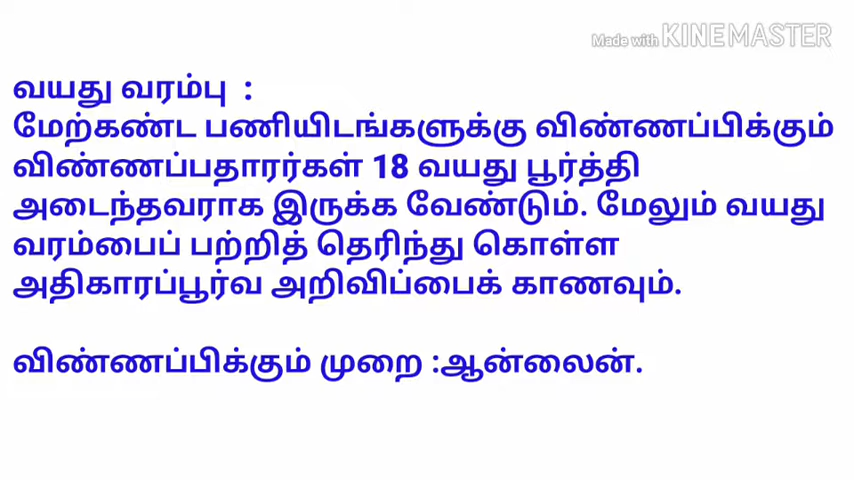 Made with KINEMASTER
வயது வரம்பு :
மேற்கண்ட பணியிடங்களுக்கு விண்ணப்பிக்கும்
விண்ணப்பதாரர்கள் 18 வயது பூர்த்தி
அடைந்தவராக இருக்க வேண்டும். மேலும் வயது
வரம்பைப் பற்றித் தெரிந்து கொள்ள
அதிகாரப்பூர்வ அறிவிப்பைக் காணவும்.
விண்ணப்பிக்கும் முறை :ஆன்லைன்.